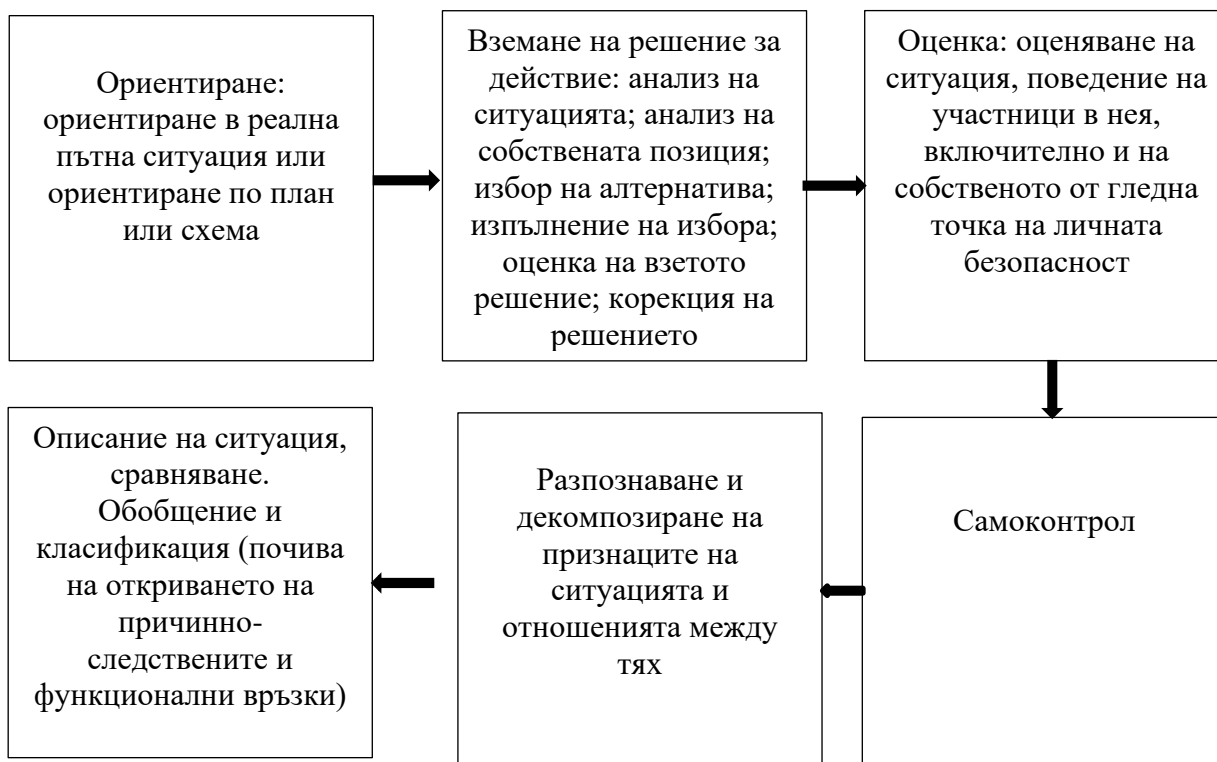 Ориентиране:
ориентиране в реална
пътна ситуация или
ориентиране по план
или схема
Вземане на решение за
действие: анализ на
ситуацията; анализ на
собствената позиция;
избор на алтернатива;
изпълнение на избора;
оценка на взетото
решение; корекция на
решението
Оценка: оценяване на
ситуация, поведение на
участници в нея,
включително и на
собственото от гледна
точка на личната
безопасност
Самоконтрол
Разпознаване и
декомпозиране на
признаците на
ситуацията и
отношенията между
тях
Описание на ситуация,
сравняване.
Обобщение и
класификация (почива
на откриването на
причинно-
следствените и
функционални връзки)